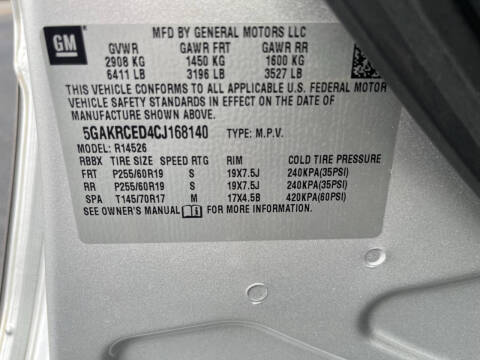 GM
MFD BY GENERAL MOTORS LLC
GVWR GAWR FRT GAWR RR
2908 KG 1450 KG 1600 KG
6411 LB 3196 LB 3527 LB
THIS VEHICLE CONFORMS TO ALL APPLICABLE U.S. FEDERAL MOTOR
VEHICLE SAFETY STANDARDS IN EFFECT ON THE DATE OF
MANUFACTURE SHOWN ABOVE.
5GAKRCED4CJ168140 TYPE: M.P.V.
MODEL: R14526
RBBX TIRE SIZE SPEED RTG RIM COLD TIRE PRESSURE
FRT P255/60R19 S 19X7.5J 240KPA(35PSI)
RR P255/60R19 S 19X7.5J 240KPA(35PSI)
SPA T145/70R17 M 17X4.5B 420KPA(60PSI)
SEE OWNER'S MANUAL FOR MORE INFORMATION.